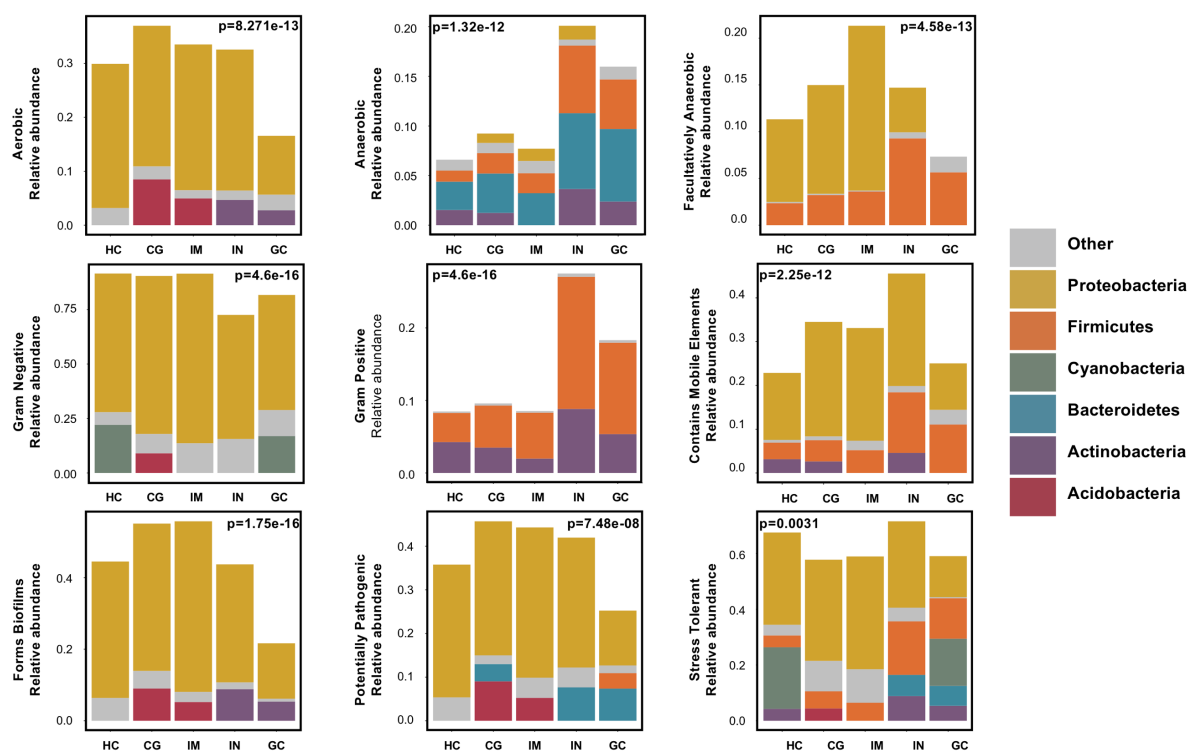 Aerobic
Relative abundance
p=8.271e-13
0.3
0.2
0.1
0.0
HC CG IM IN GC
Anaerobic
Relative abundance
p=1.32e-12
0.20
0.15
0.10
0.05
0.00
HC CG IM IN GC
Facultatively Anaerobic
Relative abundance
p=4.58e-13
0.20
0.15
0.10
0.05
0.0
HC CG IM IN GC
Gram Negative
Relative abundance
p=4.6e-16
0.75
0.50
0.25
0.00
HC CG IM IN GC
Gram Positive
Relative abundance
p=4.6e-16
0.2
0.1
0.0
HC CG IM IN GC
Contains Mobile Elements
Relative abundance
p=2.25e-12
0.4
0.3
0.2
0.1
0.0
HC CG IM IN GC
Forms Biofilms
Relative abundance
p=1.75e-16
0.4
0.2
0.0
HC CG IM IN GC
Potentially Pathogenic
Relative abundance
p=7.48e-08
0.4
0.3
0.2
0.1
0.0
HC CG IM IN GC
Stress Tolerant
Relative abundance
p=0.0031
0.6
0.4
0.2
0.0
HC CG IM IN GC
Other
Proteobacteria
Firmicutes
Cyanobacteria
Bacteroidetes
Actinobacteria
Acidobacteria